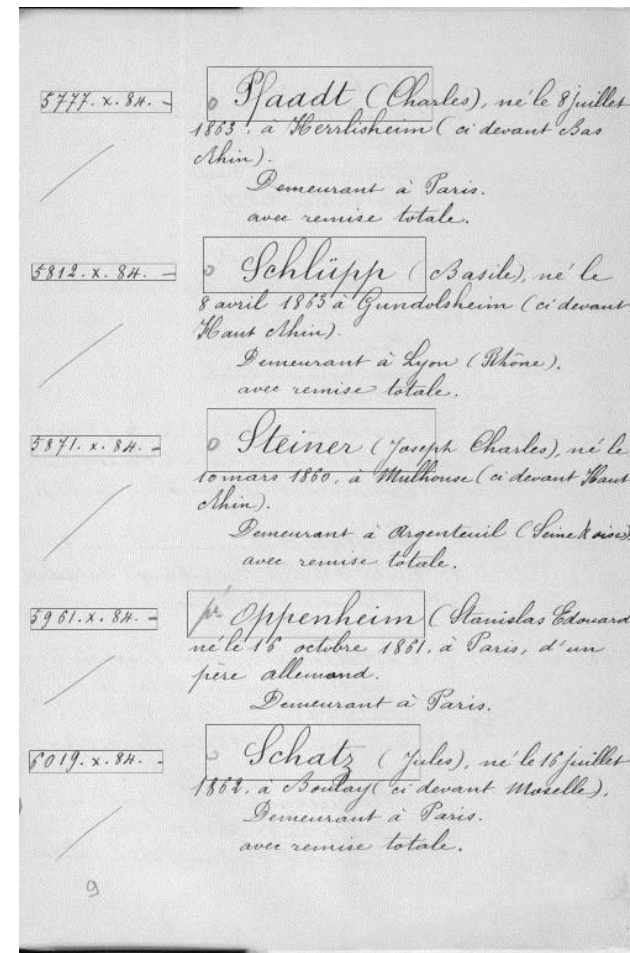 5777. x. 84. - o Pfaadt (Charles), né le 8 juillet
1863. à Herrlisheim (ci devant Bas
Rhin).
Demeurant à Paris.
avec remise totale.
5812. x. 84. - o Schlüpp (Basile), né le
8 avril 1863 à Gundolsheim (ci devant
Haut Rhin).
Demeurant à Lyon (Rhône).
avec remise totale.
5871. x. 84. - o Steiner (Joseph Charles), né le
10 mars 1860, à Mulhouse (ci devant Haut
Rhin).
Demeurant à Argenteuil (Seine & oise).
avec remise totale.
5961. x. 84. - Oppenheim (Stanislas Edouard
né le 16 octobre 1861. à Paris, d'un
père allemand.
Demeurant à Paris.
6019. x. 84. - o Schatz (Jules), né le 16 juillet
1862. à Boulay (ci devant Moselle).
Demeurant à Paris.
avec remise totale.
9